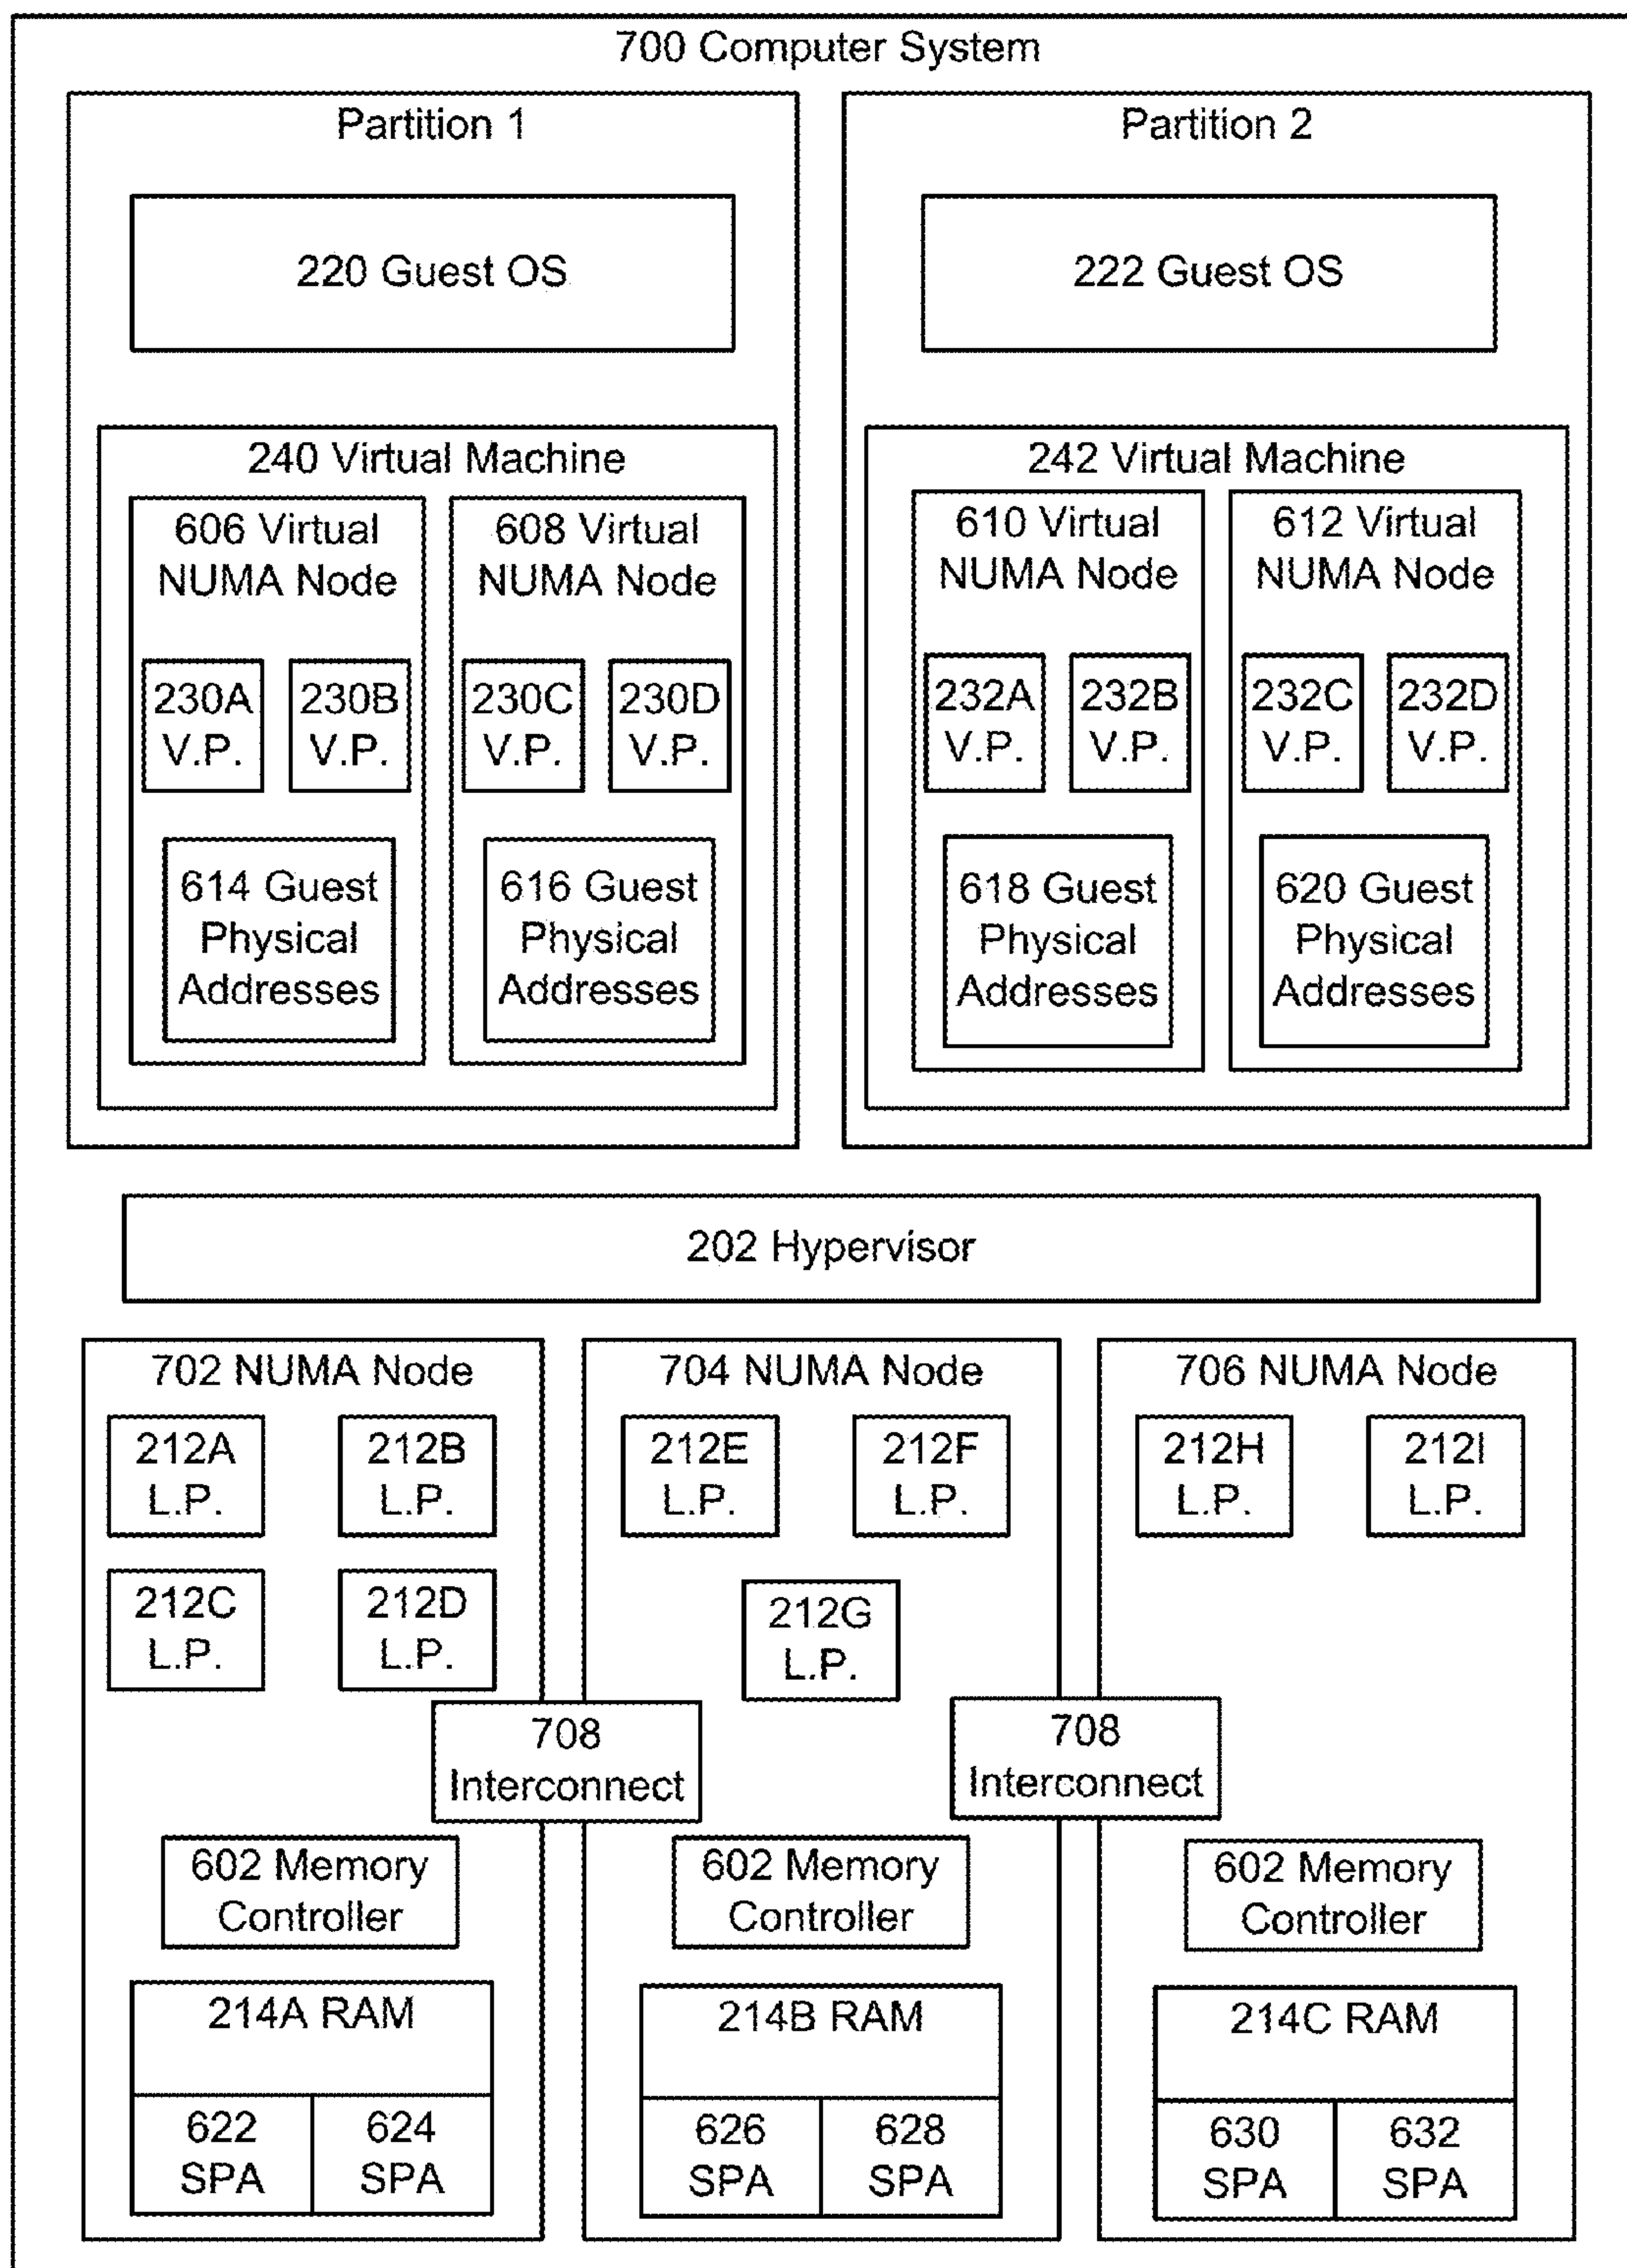 700 Computer System
Partition 1
220 Guest OS
240 Virtual Machine
606 Virtual
NUMA Node
230A
V.P.
230B
V.P.
614 Guest
Physical
Addresses
608 Virtual
NUMA Node
230C
V.P.
230D
V.P.
616 Guest
Physical
Addresses
Partition 2
222 Guest OS
242 Virtual Machine
610 Virtual
NUMA Node
232A
V.P.
232B
V.P.
618 Guest
Physical
Addresses
612 Virtual
NUMA Node
232C
V.P.
232D
V.P.
620 Guest
Physical
Addresses
202 Hypervisor
702 NUMA Node
212A
L.P.
212B
L.P.
212C
L.P.
212D
L.P.
708
Interconnect
602 Memory
Controller
214A RAM
622
SPA
624
SPA
704 NUMA Node
212E
L.P.
212F
L.P.
212G
L.P.
708
Interconnect
602 Memory
Controller
214B RAM
626
SPA
628
SPA
706 NUMA Node
212H
L.P.
212I
L.P.
602 Memory
Controller
214C RAM
630
SPA
632
SPA